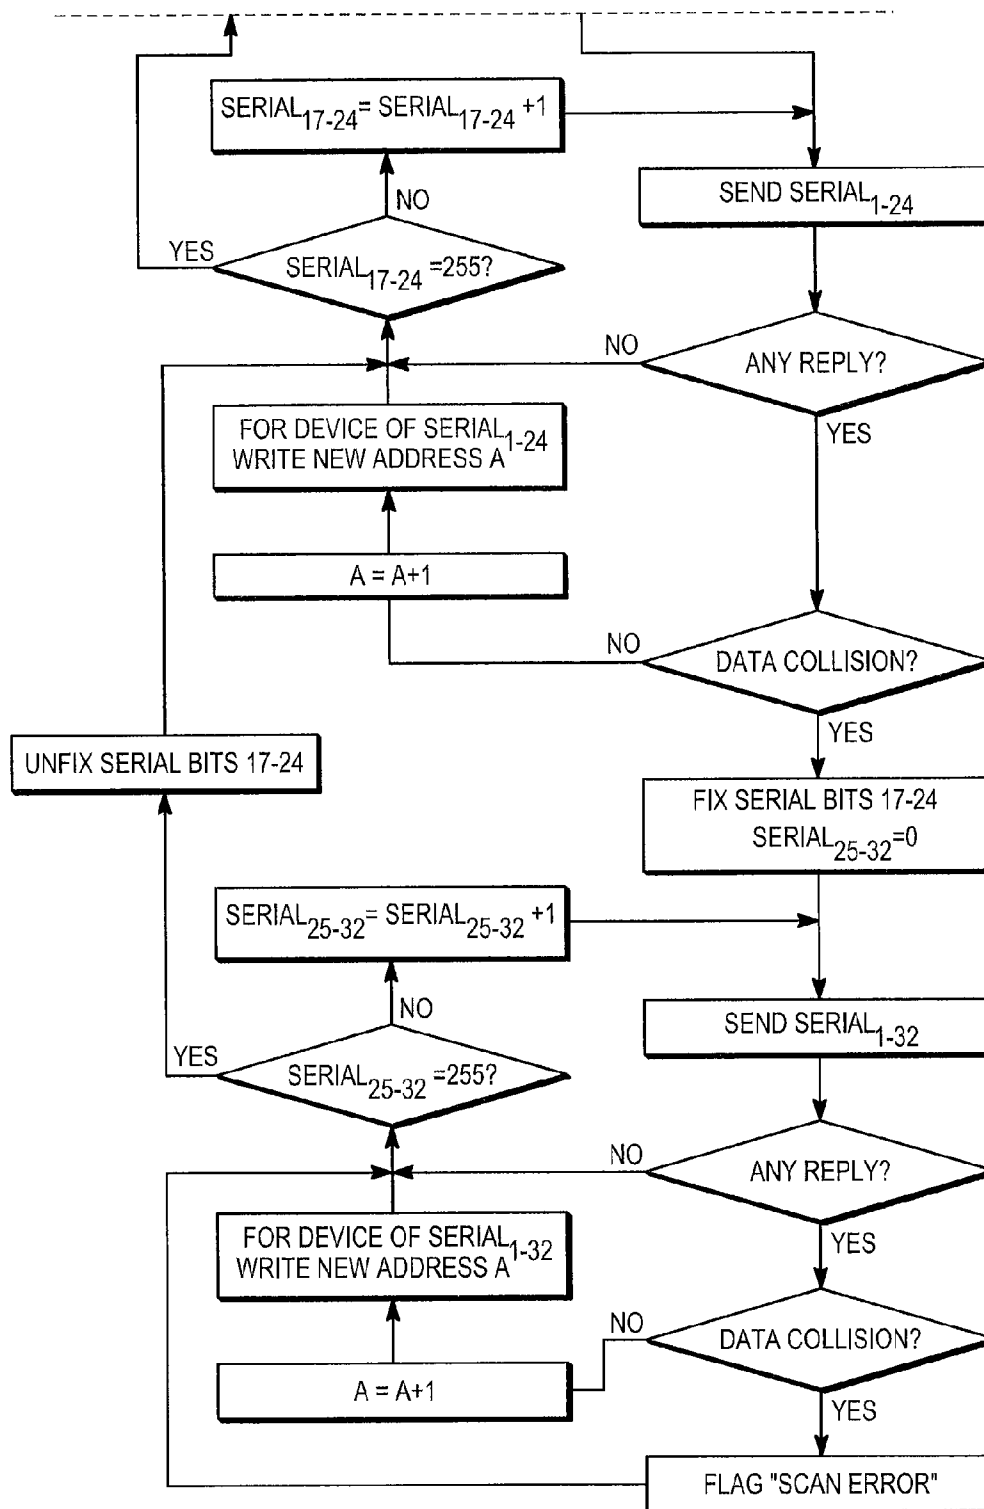 SERIAL17-24= SERIAL17-24 +1
SEND SERIAL1-24
NO
YES
SERIAL17-24 =255?
NO
ANY REPLY?
YES
FOR DEVICE OF SERIAL1-24
WRITE NEW ADDRESS A
A = A+1
NO
DATA COLLISION?
YES
UNFIX SERIAL BITS 17-24
FIX SERIAL BITS 17-24
SERIAL25-32=0
SERIAL25-32= SERIAL25-32 +1
SEND SERIAL1-32
NO
YES
SERIAL25-32 =255?
NO
ANY REPLY?
YES
FOR DEVICE OF SERIAL1-32
WRITE NEW ADDRESS A
NO
DATA COLLISION?
A = A+1
YES
FLAG "SCAN ERROR"